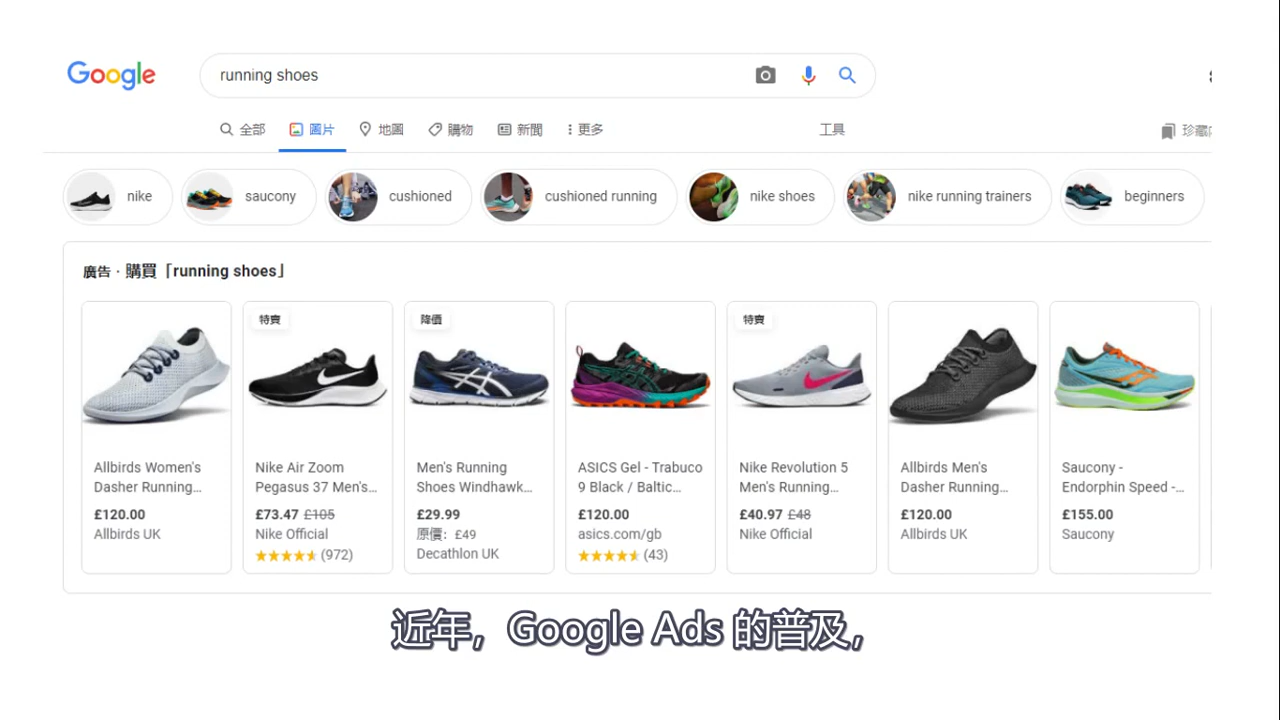 Google
running shoes
全部 圖片 地圖 購物 新聞 更多 工具 珍藏
nike saucony cushioned cushioned running nike shoes nike running trainers beginners
廣告 · 購買「running shoes」
特賣 降價 特賣
Allbirds Women's Dasher Running...
£120.00
Allbirds UK
Nike Air Zoom Pegasus 37 Men's...
£73.47 £105
Nike Official
(972)
Men's Running Shoes Windhawk...
£29.99
原價：£49
Decathlon UK
ASICS Gel - Trabuco 9 Black / Baltic...
£120.00
asics.com/gb
(43)
Nike Revolution 5 Men's Running...
£40.97 £48
Nike Official
Allbirds Men's Dasher Running...
£120.00
Allbirds UK
Saucony - Endorphin Speed -...
£155.00
Saucony
近年，Google Ads 的普及，